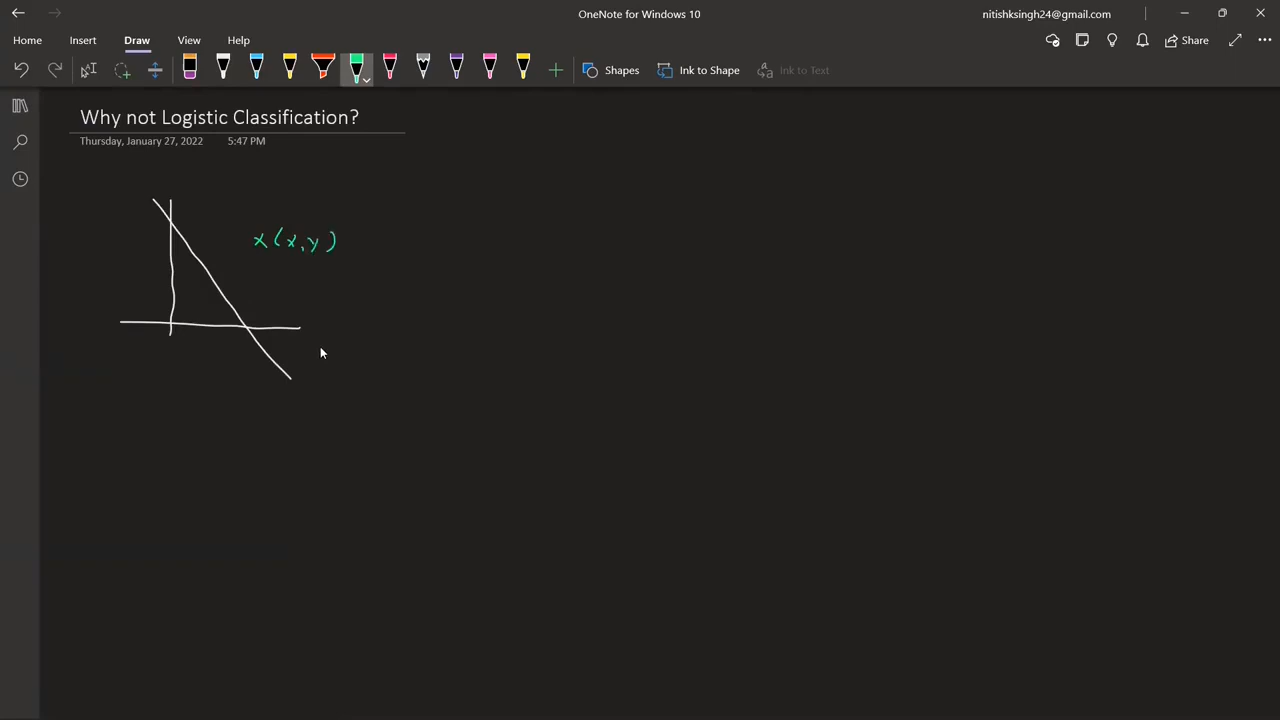 OneNote for Windows 10
nitishksingh24@gmail.com
Home Insert Draw View Help
Share
Shapes Ink to Shape Ink to Text
Why not Logistic Classification?
Thursday, January 27, 2022 5:47 PM
x(x,y)